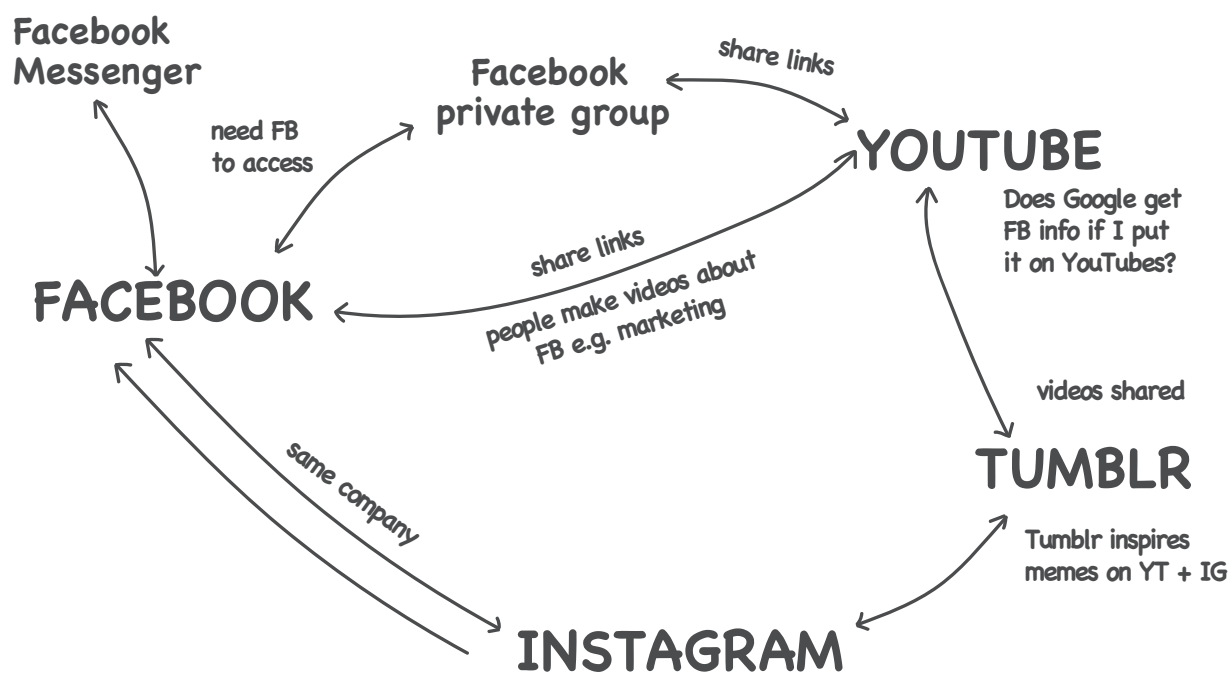 Facebook
Messenger
Facebook
private group
share links
need FB
to access
YOUTUBE
Does Google get
FB info if I put
it on YouTubes?
share links
people make videos about
FB e.g. marketing
FACEBOOK
videos shared
TUMBLR
Tumblr inspires
memes on YT + IG
same company
INSTAGRAM